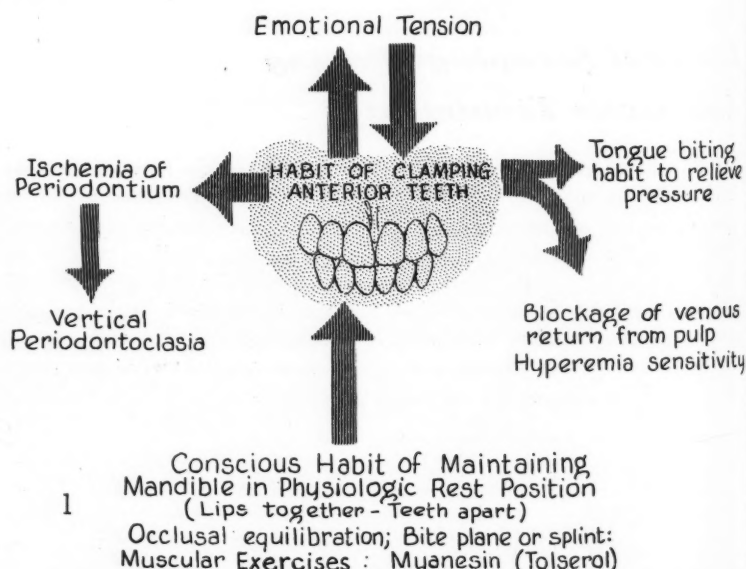 Emotional Tension
Ischemia of
Periodontium
HABIT OF CLAMPING
ANTERIOR TEETH
Tongue biting
habit to relieve
pressure
Vertical
Periodontoclasia
Blockage of venous
return from pulp
Hyperemia sensitivity
Conscious Habit of Maintaining
Mandible in Physiologic Rest Position
(Lips together - Teeth apart)
1
Occlusal equilibration; Bite plane or splint:
Muscular Exercises : Myanesin (Tolserol)